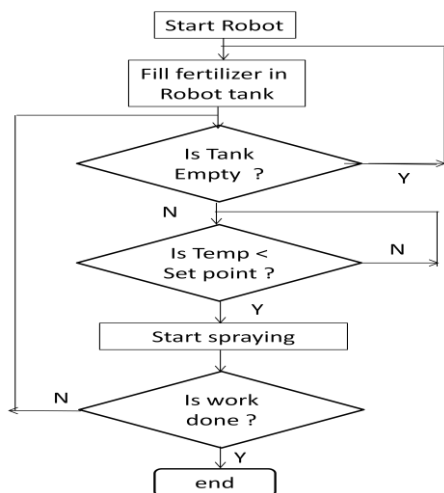 Start Robot
Fill fertilizer in
Robot tank
Is Tank
Empty ?
Y
N
Is Temp <
Set point ?
N
Y
Start spraying
Is work
done ?
N
Y
end